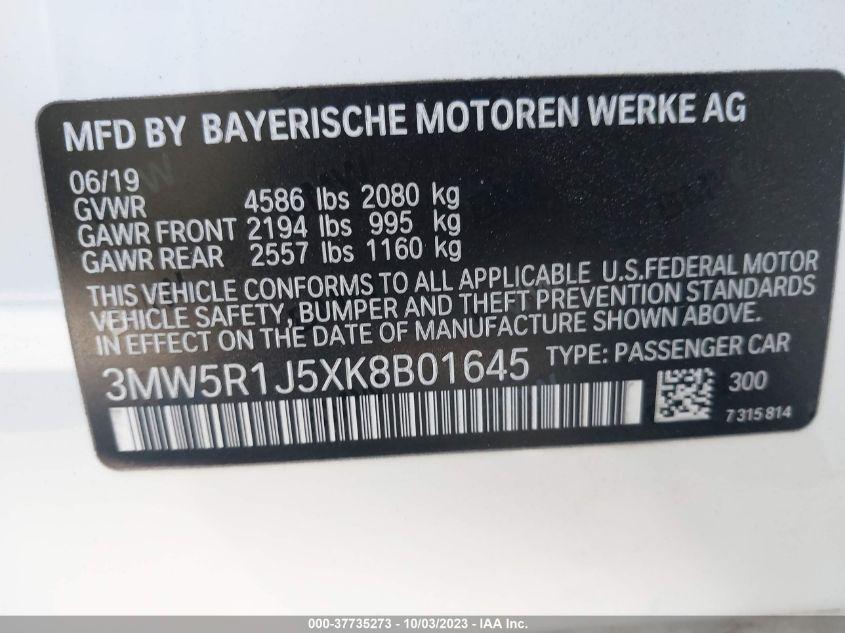 MFD BY BAYERISCHE MOTOREN WERKE AG
06/19
GVWR 4586 lbs 2080 kg
GAWR FRONT 2194 lbs 995 kg
GAWR REAR 2557 lbs 1160 kg
THIS VEHICLE CONFORMS TO ALL APPLICABLE U.S.FEDERAL MOTOR
VEHICLE SAFETY, BUMPER AND THEFT PREVENTION STANDARDS
IN EFFECT ON THE DATE OF MANUFACTURE SHOWN ABOVE.
3MW5R1J5XK8B01645 TYPE: PASSENGER CAR
300
7 315 814
000-37735273 - 10/03/2023 - IAA Inc.